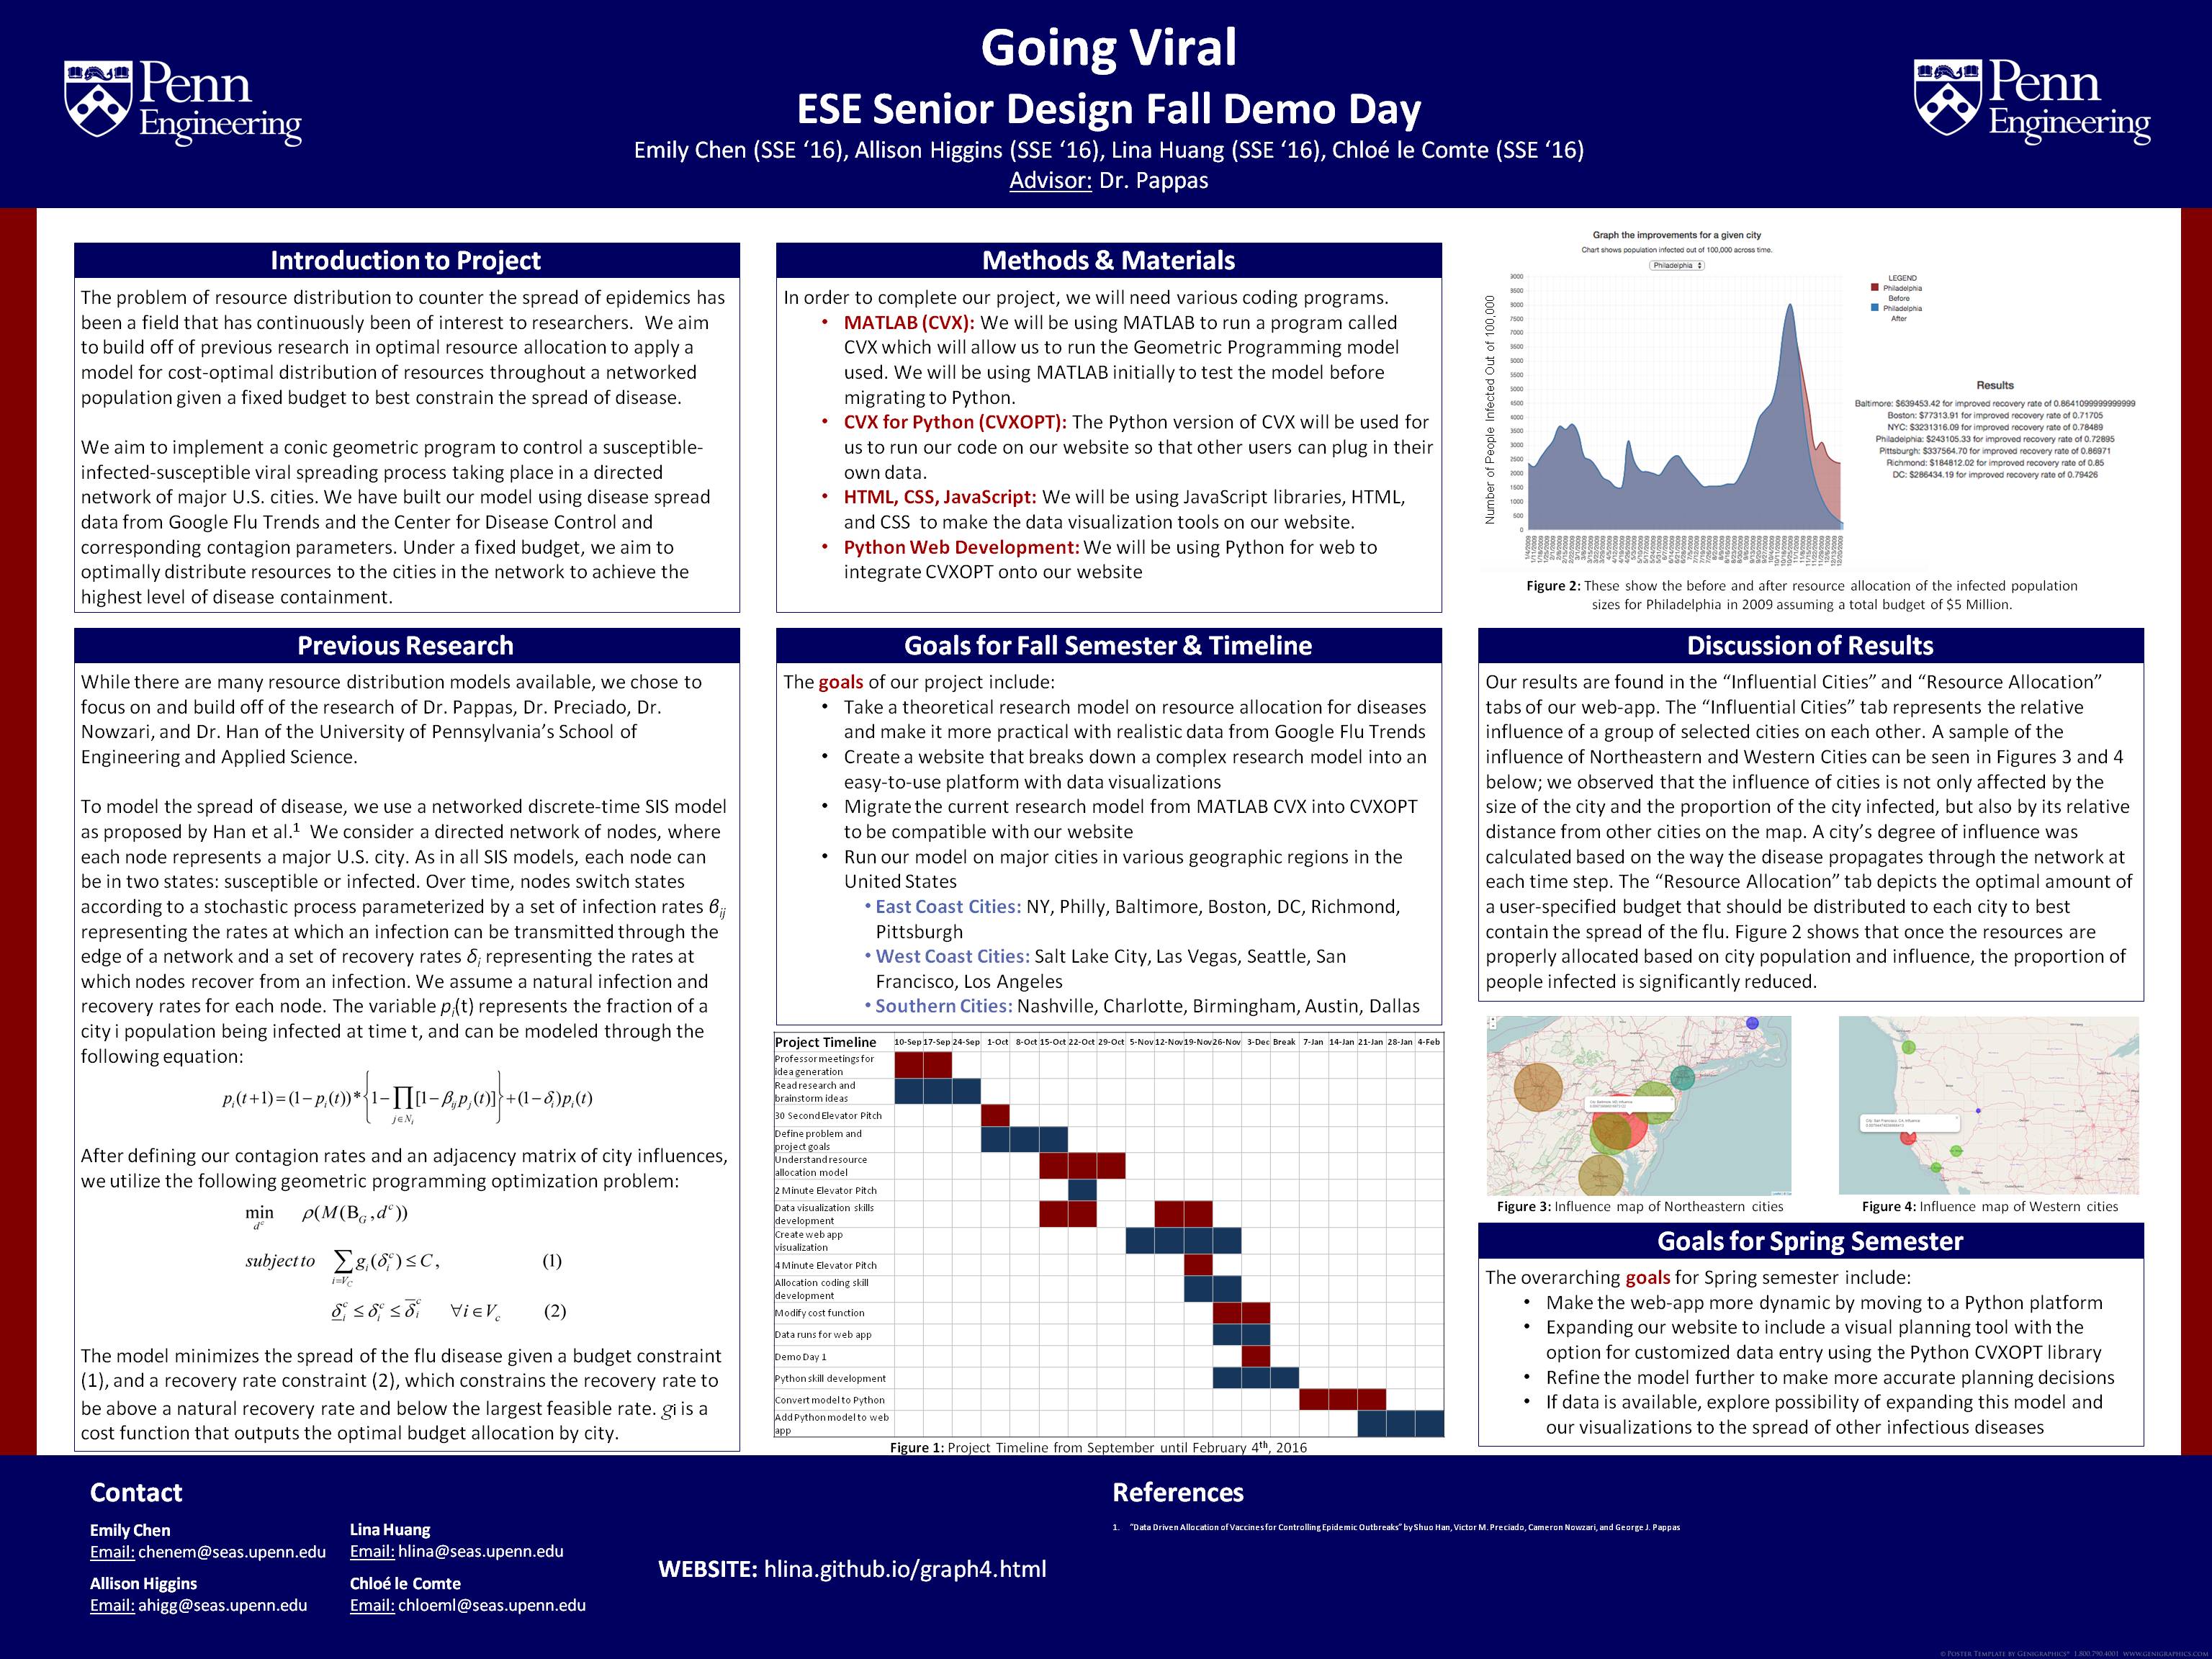 Going Viral
ESE Senior Design Fall Demo Day
Emily Chen (SSE ‘16), Allison Higgins (SSE ‘16), Lina Huang (SSE ‘16), Chloé le Comte (SSE ‘16)
Advisor: Dr. Pappas
Penn
Engineering
Penn
Engineering
Introduction to Project
The problem of resource distribution to counter the spread of epidemics has
been a field that has continuously been of interest to researchers. We aim
to build off of previous research in optimal resource allocation to apply a
model for cost-optimal distribution of resources throughout a networked
population given a fixed budget to best constrain the spread of disease.
We aim to implement a conic geometric program to control a susceptible-
infected-susceptible viral spreading process taking place in a directed
network of major U.S. cities. We have built our model using disease spread
data from Google Flu Trends and the Center for Disease Control and
corresponding contagion parameters. Under a fixed budget, we aim to
optimally distribute resources to the cities in the network to achieve the
highest level of disease containment.
Previous Research
While there are many resource distribution models available, we chose to
focus on and build off of the research of Dr. Pappas, Dr. Preciado, Dr.
Nowzari, and Dr. Han of the University of Pennsylvania’s School of
Engineering and Applied Science.
To model the spread of disease, we use a networked discrete-time SIS model
as proposed by Han et al.¹ We consider a directed network of nodes, where
each node represents a major U.S. city. As in all SIS models, each node can
be in two states: susceptible or infected. Over time, nodes switch states
according to a stochastic process parameterized by a set of infection rates β_ij
representing the rates at which an infection can be transmitted through the
edge of a network and a set of recovery rates δ_i representing the rates at
which nodes recover from an infection. We assume a natural infection and
recovery rates for each node. The variable p_i(t) represents the fraction of a
city i population being infected at time t, and can be modeled through the
following equation:
p_i(t+1)=(1−p_i(t))*{1−∏_{j∈N_i}[1−β_ij p_j(t)]}+(1−δ_i)p_i(t)
After defining our contagion rates and an adjacency matrix of city influences,
we utilize the following geometric programming optimization problem:
min_{d^c} ρ(M(B_G,d^c))
subject to ∑_{i=V_C} g_i(δ_i^c) ≤ C, (1)
δ̲_i^c ≤ δ_i^c ≤ δ̅_i^c ∀i∈V_c (2)
The model minimizes the spread of the flu disease given a budget constraint
(1), and a recovery rate constraint (2), which constrains the recovery rate to
be above a natural recovery rate and below the largest feasible rate. gi is a
cost function that outputs the optimal budget allocation by city.
Methods & Materials
In order to complete our project, we will need various coding programs.
• MATLAB (CVX): We will be using MATLAB to run a program called
CVX which will allow us to run the Geometric Programming model
used. We will be using MATLAB initially to test the model before
migrating to Python.
• CVX for Python (CVXOPT): The Python version of CVX will be used for
us to run our code on our website so that other users can plug in their
own data.
• HTML, CSS, JavaScript: We will be using JavaScript libraries, HTML,
and CSS to make the data visualization tools on our website.
• Python Web Development: We will be using Python for web to
integrate CVXOPT onto our website
Goals for Fall Semester & Timeline
The goals of our project include:
• Take a theoretical research model on resource allocation for diseases
and make it more practical with realistic data from Google Flu Trends
• Create a website that breaks down a complex research model into an
easy-to-use platform with data visualizations
• Migrate the current research model from MATLAB CVX into CVXOPT
to be compatible with our website
• Run our model on major cities in various geographic regions in the
United States
• East Coast Cities: NY, Philly, Baltimore, Boston, DC, Richmond,
Pittsburgh
• West Coast Cities: Salt Lake City, Las Vegas, Seattle, San
Francisco, Los Angeles
• Southern Cities: Nashville, Charlotte, Birmingham, Austin, Dallas
Project Timeline 10-Sep 17-Sep 24-Sep 1-Oct 8-Oct 15-Oct 22-Oct 29-Oct 5-Nov 12-Nov 19-Nov 26-Nov 3-Dec Break 7-Jan 14-Jan 21-Jan 28-Jan 4-Feb
Professor meetings for
idea generation
Read research and
brainstorm ideas
30 Second Elevator Pitch
Define problem and
project goals
Understand resource
allocation model
2 Minute Elevator Pitch
Data visualization skills
development
Create web app
visualization
4 Minute Elevator Pitch
Allocation coding skill
development
Modify cost function
Data runs for web app
Demo Day 1
Python skill development
Convert model to Python
Add Python model to web
app
Figure 1: Project Timeline from September until February 4th, 2016
Graph the improvements for a given city
Chart shows population infected out of 100,000 across time.
Philadelphia
Number of People Infected Out of 100,000
LEGEND
Philadelphia
Before
Philadelphia
After
Results
Baltimore: $639453.42 for improved recovery rate of 0.8641099999999999
Boston: $77313.91 for improved recovery rate of 0.71705
NYC: $3231316.09 for improved recovery rate of 0.78489
Philadelphia: $243105.33 for improved recovery rate of 0.72895
Pittsburgh: $337564.70 for improved recovery rate of 0.86971
Richmond: $184812.02 for improved recovery rate of 0.85
DC: $286434.19 for improved recovery rate of 0.79426
Figure 2: These show the before and after resource allocation of the infected population
sizes for Philadelphia in 2009 assuming a total budget of $5 Million.
Discussion of Results
Our results are found in the “Influential Cities” and “Resource Allocation”
tabs of our web-app. The “Influential Cities” tab represents the relative
influence of a group of selected cities on each other. A sample of the
influence of Northeastern and Western Cities can be seen in Figures 3 and 4
below; we observed that the influence of cities is not only affected by the
size of the city and the proportion of the city infected, but also by its relative
distance from other cities on the map. A city’s degree of influence was
calculated based on the way the disease propagates through the network at
each time step. The “Resource Allocation” tab depicts the optimal amount of
a user-specified budget that should be distributed to each city to best
contain the spread of the flu. Figure 2 shows that once the resources are
properly allocated based on city population and influence, the proportion of
people infected is significantly reduced.
Figure 3: Influence map of Northeastern cities
Figure 4: Influence map of Western cities
Goals for Spring Semester
The overarching goals for Spring semester include:
• Make the web-app more dynamic by moving to a Python platform
• Expanding our website to include a visual planning tool with the
option for customized data entry using the Python CVXOPT library
• Refine the model further to make more accurate planning decisions
• If data is available, explore possibility of expanding this model and
our visualizations to the spread of other infectious diseases
Contact
Emily Chen
Email: chenem@seas.upenn.edu
Allison Higgins
Email: ahigg@seas.upenn.edu
Lina Huang
Email: hlina@seas.upenn.edu
Chloé le Comte
Email: chloeml@seas.upenn.edu
WEBSITE: hlina.github.io/graph4.html
References
1. “Data Driven Allocation of Vaccines for Controlling Epidemic Outbreaks” by Shuo Han, Victor M. Preciado, Cameron Nowzari, and George J. Pappas
© POSTER TEMPLATE BY GENIGRAPHICS® 1.800.790.4001 WWW.GENIGRAPHICS.COM